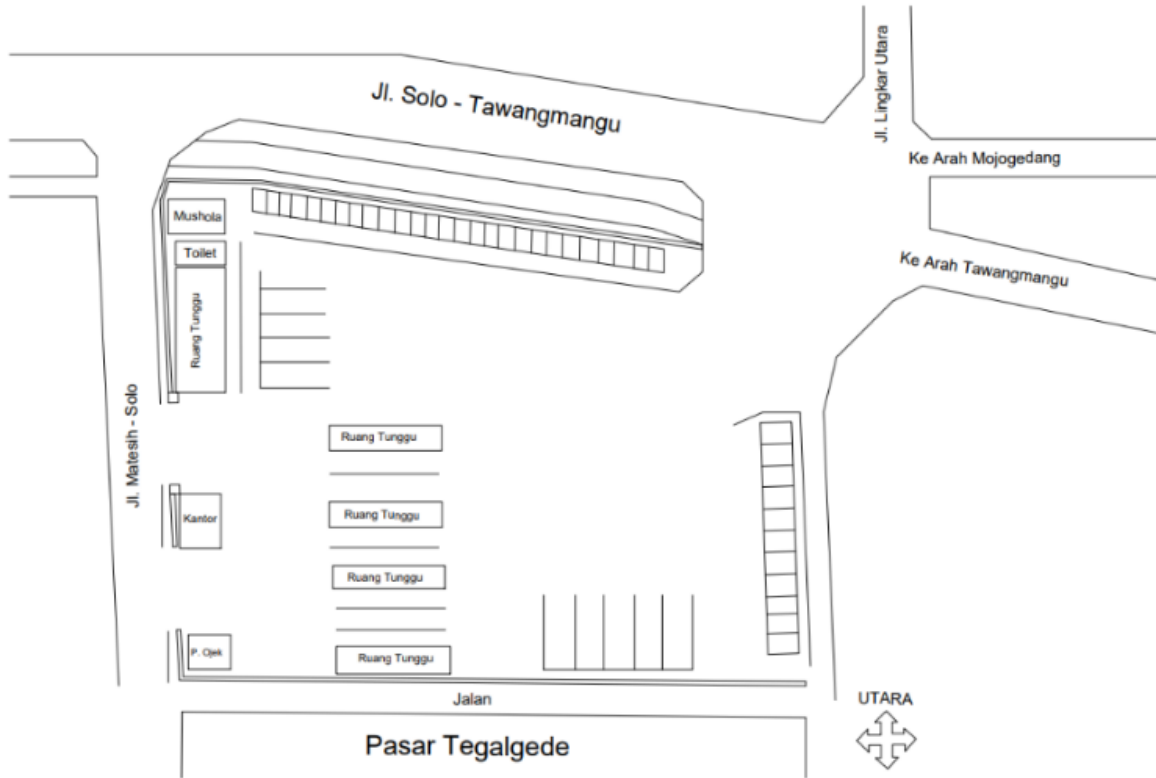 Jl. Solo - Tawangmangu
Jl. Lingkar Utara
Ke Arah Mojogedang
Mushola
Toilet
Ke Arah Tawangmangu
Ruang Tunggu
Jl. Matesih - Solo
Ruang Tunggu
Kantor
Ruang Tunggu
Ruang Tunggu
P. Ojek
Ruang Tunggu
Jalan
UTARA
Pasar Tegalgede